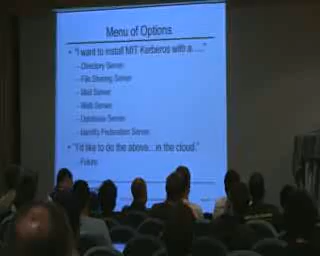 Menu of Options
• "I want to install MIT Kerberos with a....."
–Directory Server
–File Sharing Server
–Mail Server
–Web Server
–Database Server
–Identity Federation Server
• "I'd like to do the above... in the cloud."
–Future